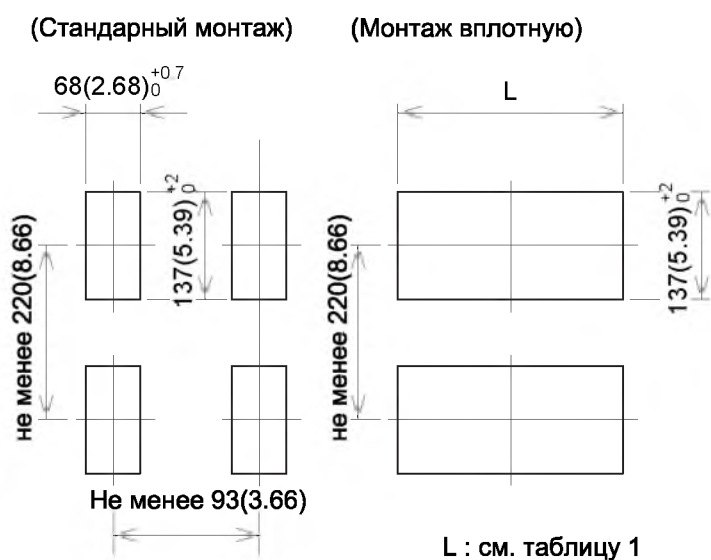 (Стандарный монтаж)
(Монтаж вплотную)
68(2.68) +0.7 0
L
137(5.39) +2 0
137(5.39) +2 0
не менее 220(8.66)
не менее 220(8.66)
Не менее 93(3.66)
L : см. таблицу 1